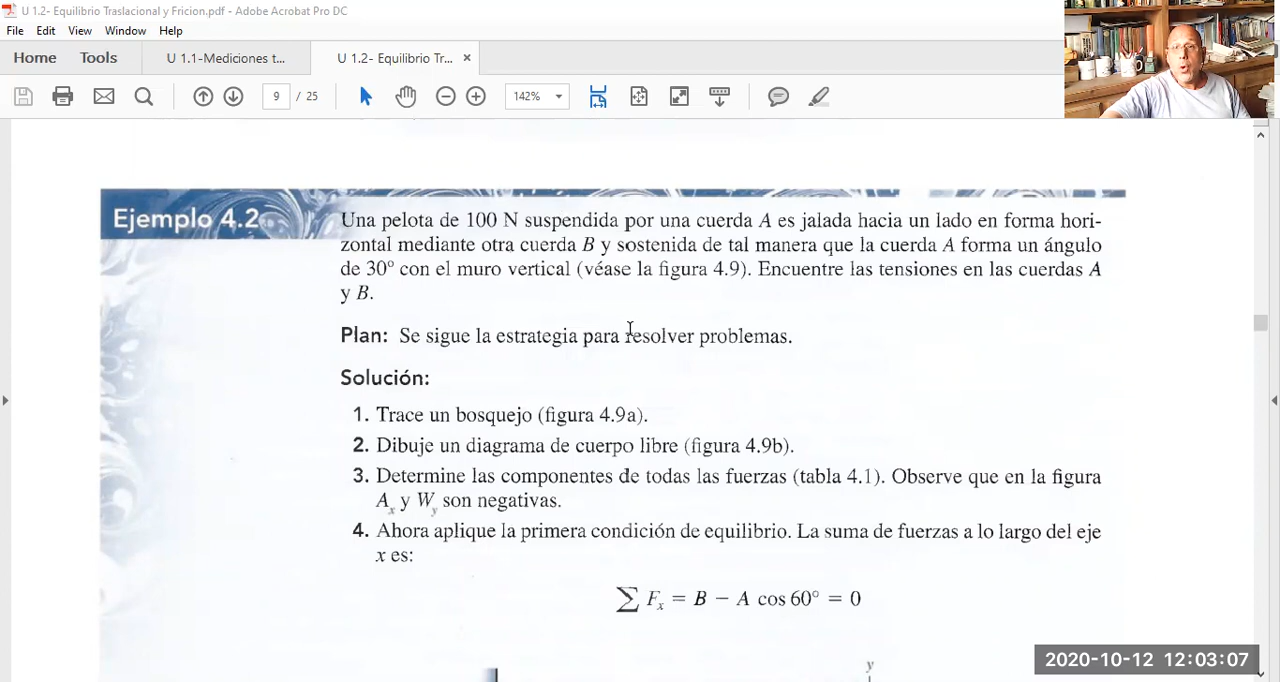 U 1.2- Equilibrio Traslacional y Fricion.pdf - Adobe Acrobat Pro DC
File Edit View Window Help
Home Tools U 1.1-Mediciones t... U 1.2- Equilibrio Tr... ×
9 / 25 142%
Ejemplo 4.2
Una pelota de 100 N suspendida por una cuerda A es jalada hacia un lado en forma hori-
zontal mediante otra cuerda B y sostenida de tal manera que la cuerda A forma un ángulo
de 30° con el muro vertical (véase la figura 4.9). Encuentre las tensiones en las cuerdas A
y B.
Plan: Se sigue la estrategia para resolver problemas.
Solución:
1. Trace un bosquejo (figura 4.9a).
2. Dibuje un diagrama de cuerpo libre (figura 4.9b).
3. Determine las componentes de todas las fuerzas (tabla 4.1). Observe que en la figura
Ax y Wy son negativas.
4. Ahora aplique la primera condición de equilibrio. La suma de fuerzas a lo largo del eje
x es:
∑ Fx = B − A cos 60° = 0
y
2020-10-12 12:03:07